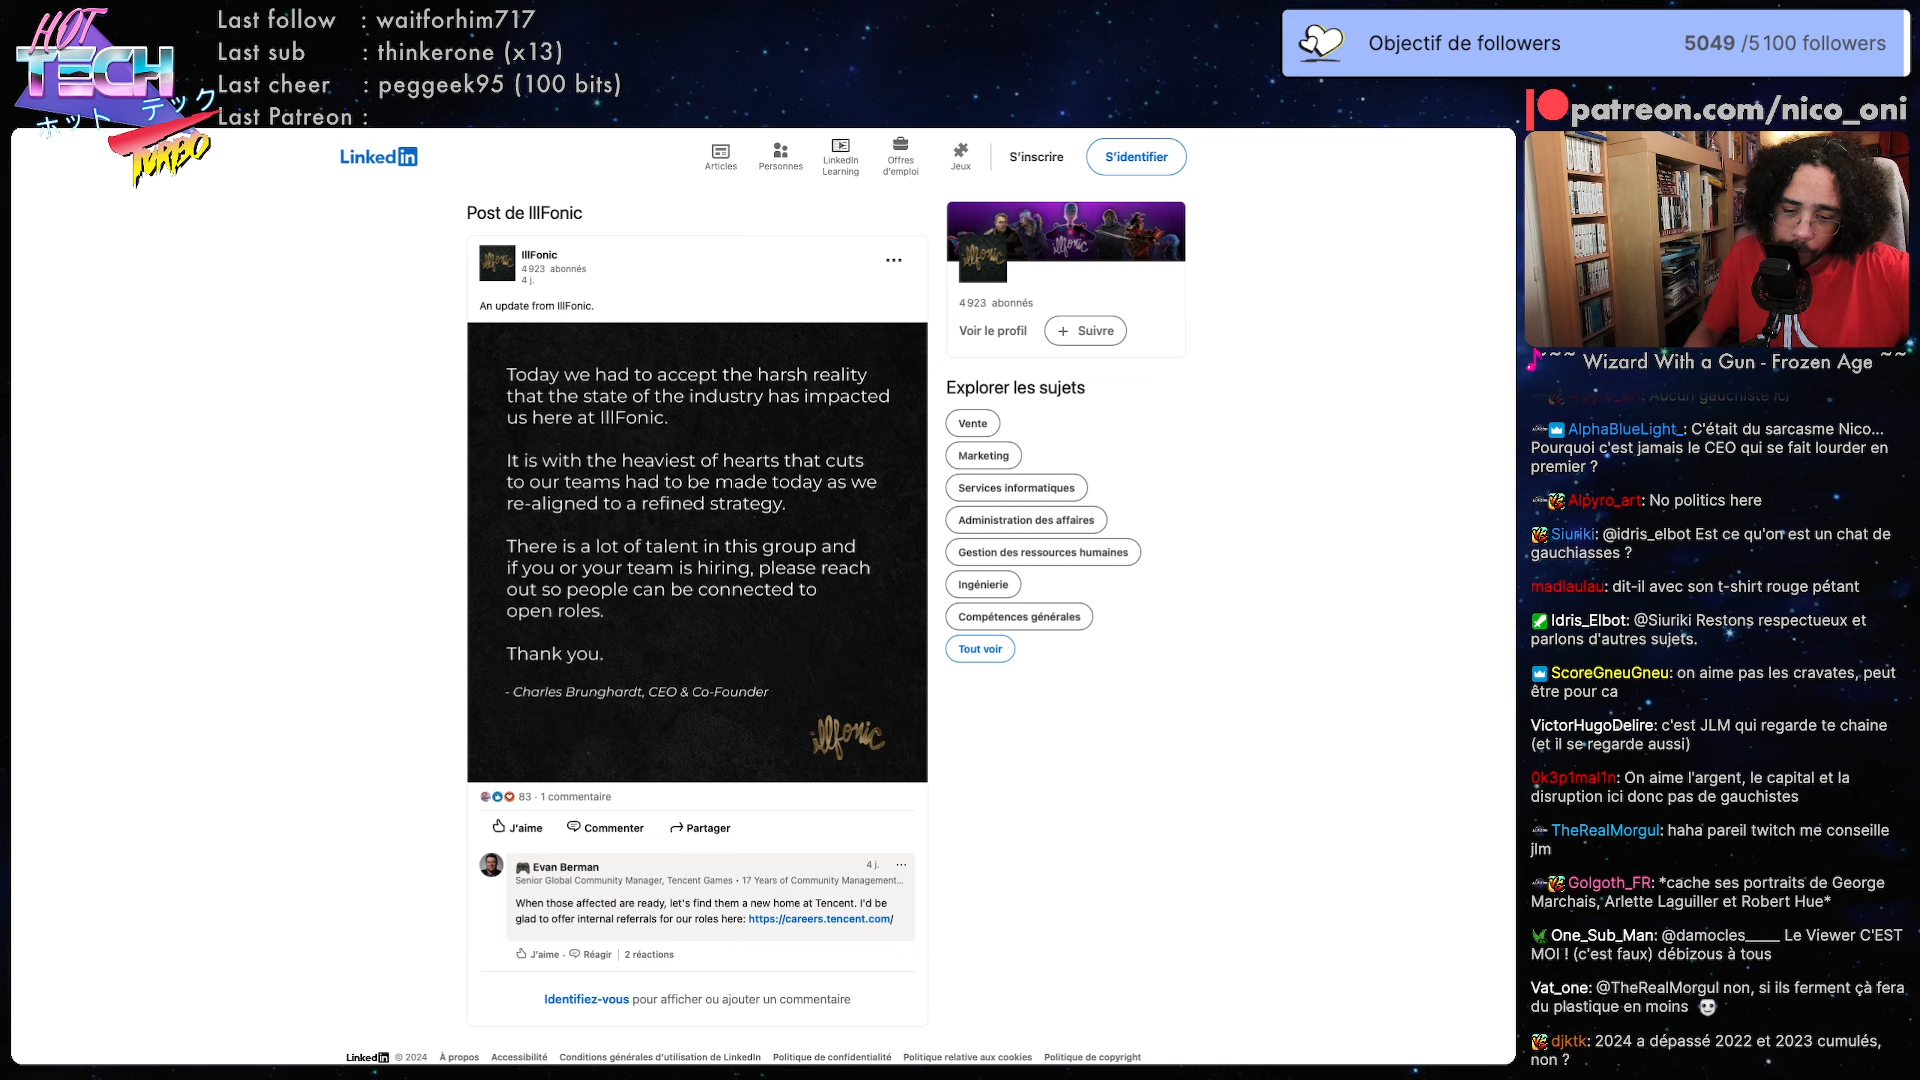 HOT
TECH
ホット テック
TURBO
Last follow : waitforhim717
Last sub : thinkerone (x13)
Last cheer : peggeek95 (100 bits)
Last Patreon :
Objectif de followers
5049 /5100 followers
patreon.com/nico_oni
LinkedIn
Articles
Personnes
LinkedIn Learning
Offres d'emploi
Jeux
S'inscrire
S'identifier
Post de IllFonic
IllFonic
4 923 abonnés
4 j.
An update from IllFonic.
Today we had to accept the harsh reality
that the state of the industry has impacted
us here at IllFonic.
It is with the heaviest of hearts that cuts
to our teams had to be made today as we
re-aligned to a refined strategy.
There is a lot of talent in this group and
if you or your team is hiring, please reach
out so people can be connected to
open roles.
Thank you.
- Charles Brunghardt, CEO & Co-Founder
illfonic
83 · 1 commentaire
J'aime
Commenter
Partager
Evan Berman
4 j.
Senior Global Community Manager, Tencent Games • 17 Years of Community Management...
When those affected are ready, let's find them a new home at Tencent. I'd be
glad to offer internal referrals for our roles here: https://careers.tencent.com/
J'aime · Réagir | 2 réactions
Identifiez-vous pour afficher ou ajouter un commentaire
illfonic
illfonic
4 923 abonnés
Voir le profil
+ Suivre
Explorer les sujets
Vente
Marketing
Services informatiques
Administration des affaires
Gestion des ressources humaines
Ingénierie
Compétences générales
Tout voir
LinkedIn © 2024 À propos Accessibilité Conditions générales d'utilisation de LinkedIn Politique de confidentialité Politique relative aux cookies Politique de copyright
~~~ Wizard With a Gun - Frozen Age ~~
Alpyro_art: Aucun gauchiste ici
AlphaBlueLight_: C'était du sarcasme Nico...
Pourquoi c'est jamais le CEO qui se fait lourder en
premier ?
Alpyro_art: No politics here
Siuriki: @idris_elbot Est ce qu'on est un chat de
gauchiasses ?
madlaulau: dit-il avec son t-shirt rouge pétant
Idris_Elbot: @Siuriki Restons respectueux et
parlons d'autres sujets.
ScoreGneuGneu: on aime pas les cravates, peut
être pour ca
VictorHugoDelire: c'est JLM qui regarde te chaine
(et il se regarde aussi)
0k3p1mal1n: On aime l'argent, le capital et la
disruption ici donc pas de gauchistes
TheRealMorgul: haha pareil twitch me conseille
jlm
Golgoth_FR: *cache ses portraits de George
Marchais, Arlette Laguiller et Robert Hue*
One_Sub_Man: @damocles_____ Le Viewer C'EST
MOI ! (c'est faux) débizous à tous
Vat_one: @TheRealMorgul non, si ils ferment çà fera
du plastique en moins
djktk: 2024 a dépassé 2022 et 2023 cumulés,
non ?